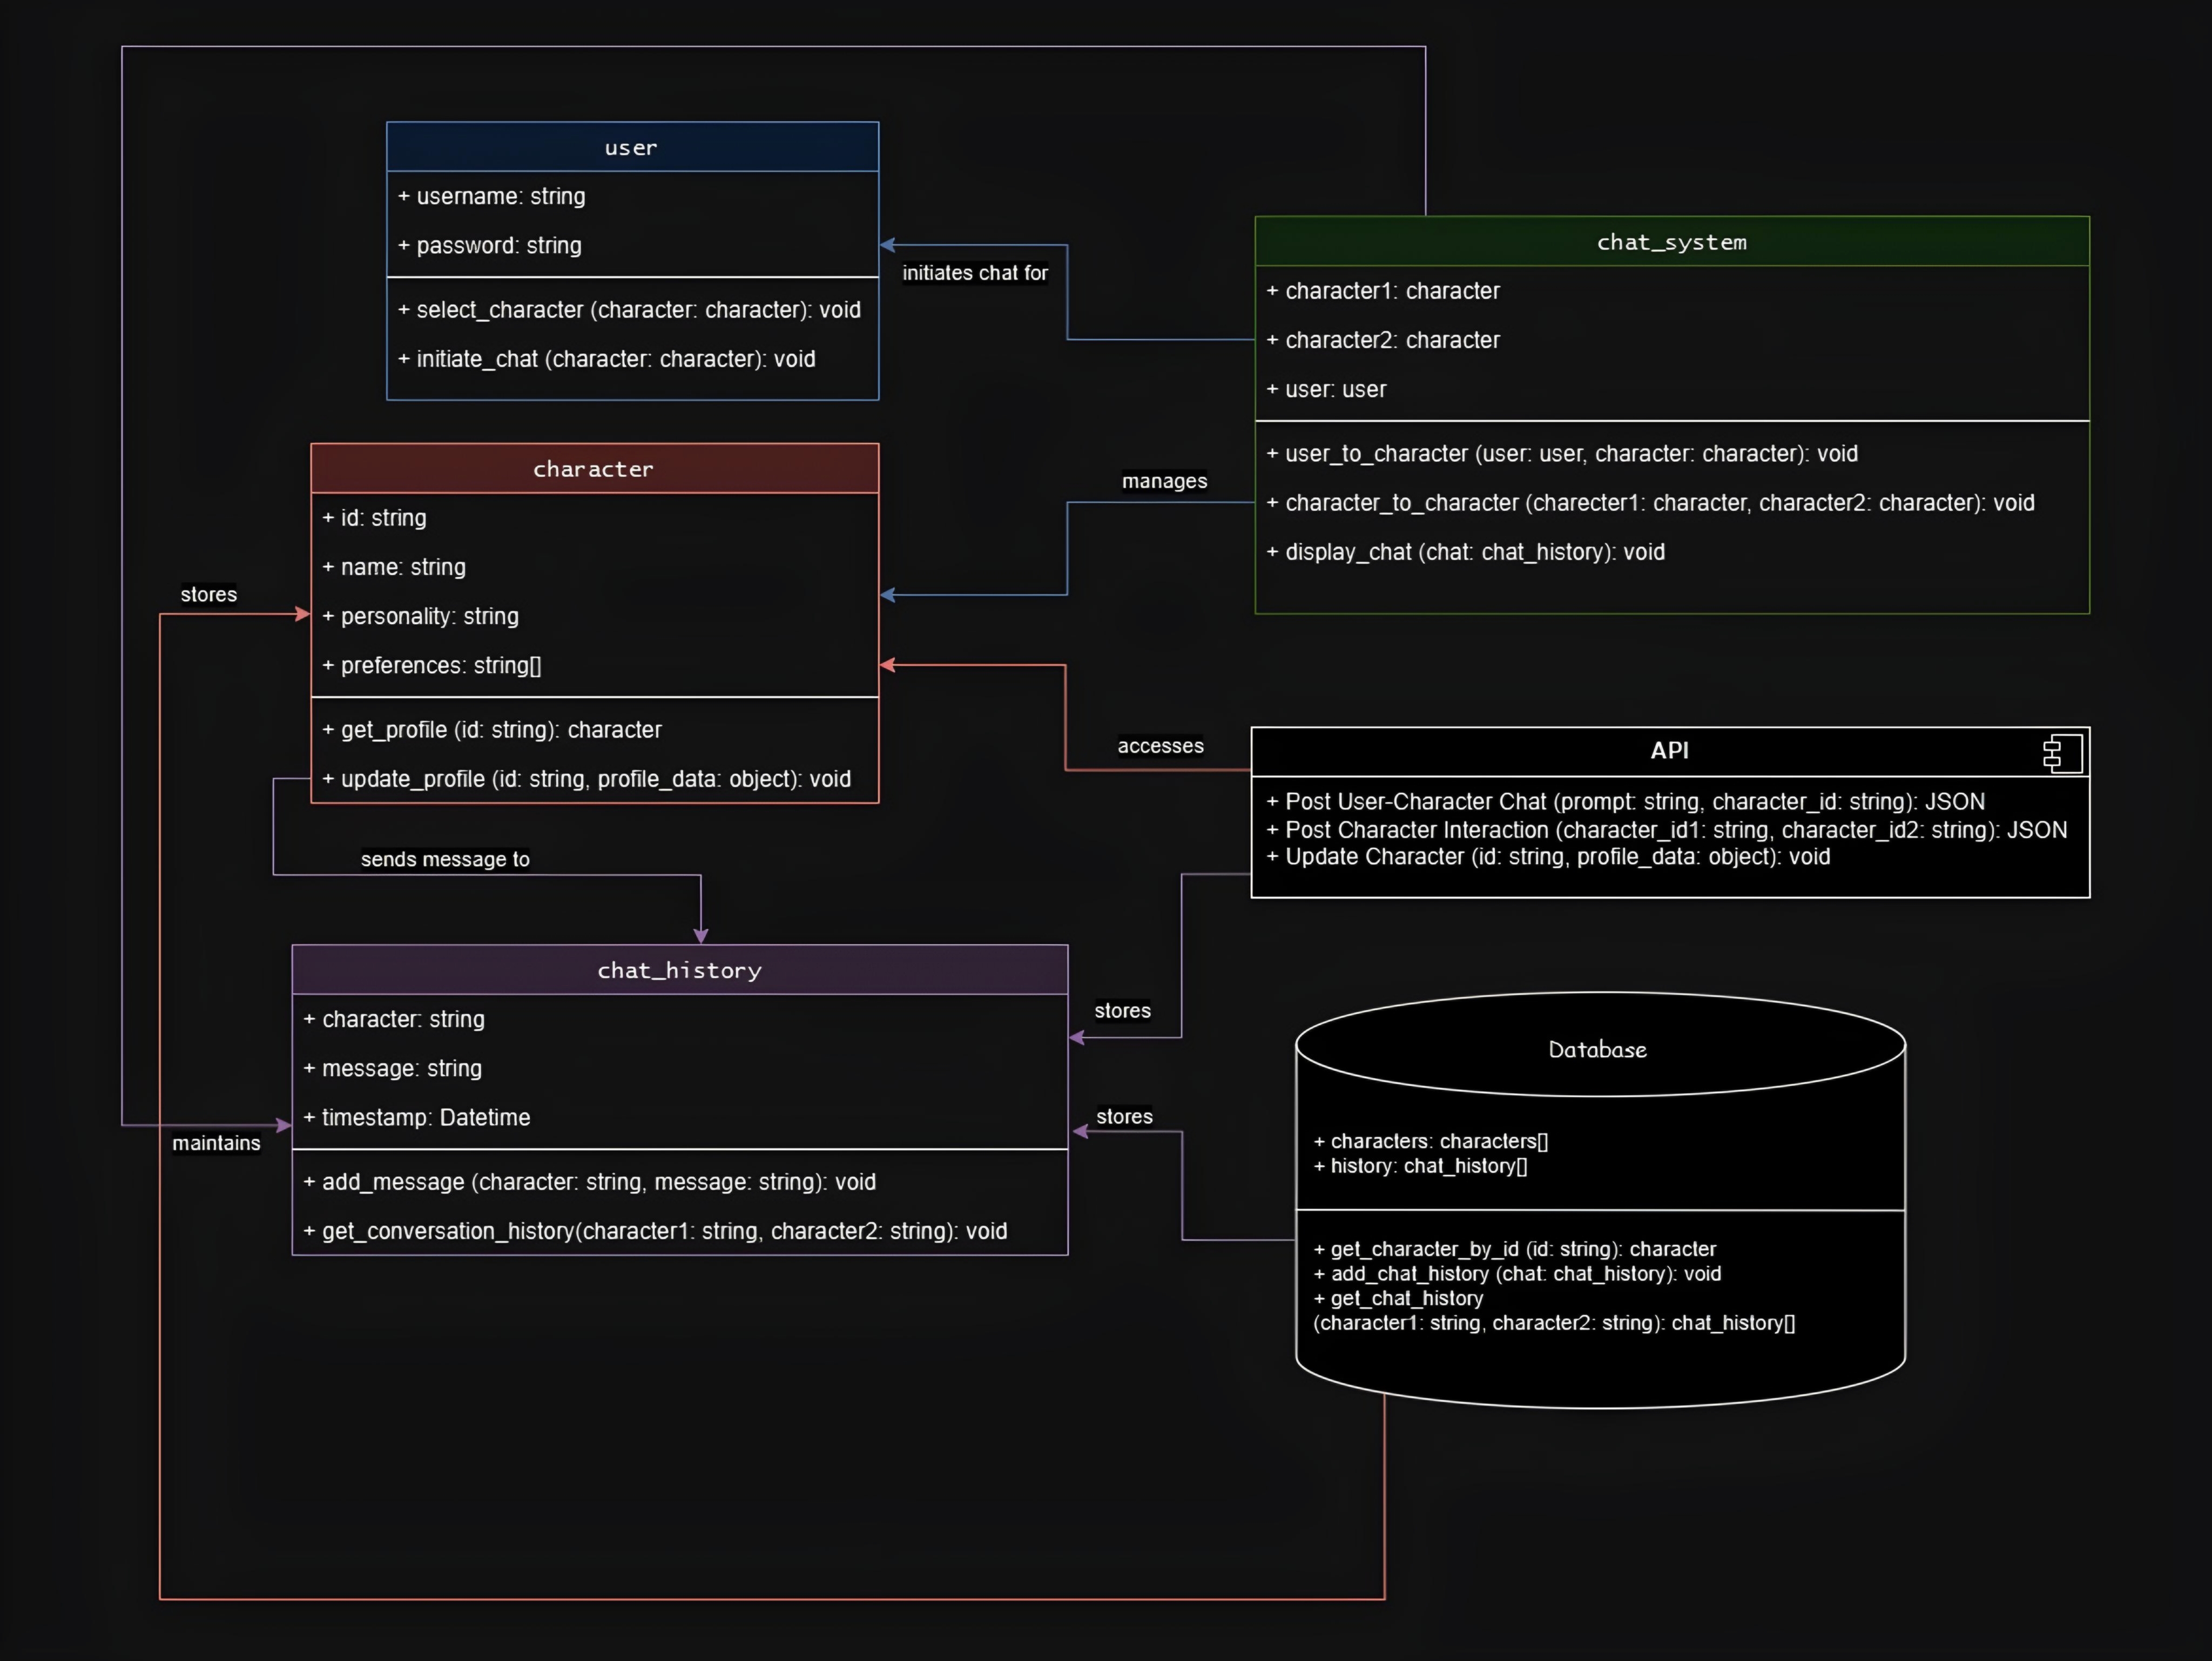 user
+ username: string
+ password: string
+ select_character (character: character): void
+ initiate_chat (character: character): void
initiates chat for
chat_system
+ character1: character
+ character2: character
+ user: user
+ user_to_character (user: user, character: character): void
+ character_to_character (charecter1: character, character2: character): void
+ display_chat (chat: chat_history): void
manages
character
+ id: string
+ name: string
+ personality: string
+ preferences: string[]
+ get_profile (id: string): character
+ update_profile (id: string, profile_data: object): void
stores
accesses
API
+ Post User-Character Chat (prompt: string, character_id: string): JSON
+ Post Character Interaction (character_id1: string, character_id2: string): JSON
+ Update Character (id: string, profile_data: object): void
sends message to
chat_history
+ character: string
+ message: string
+ timestamp: Datetime
+ add_message (character: string, message: string): void
+ get_conversation_history(character1: string, character2: string): void
maintains
stores
stores
Database
+ characters: characters[]
+ history: chat_history[]
+ get_character_by_id (id: string): character
+ add_chat_history (chat: chat_history): void
+ get_chat_history
(character1: string, character2: string): chat_history[]